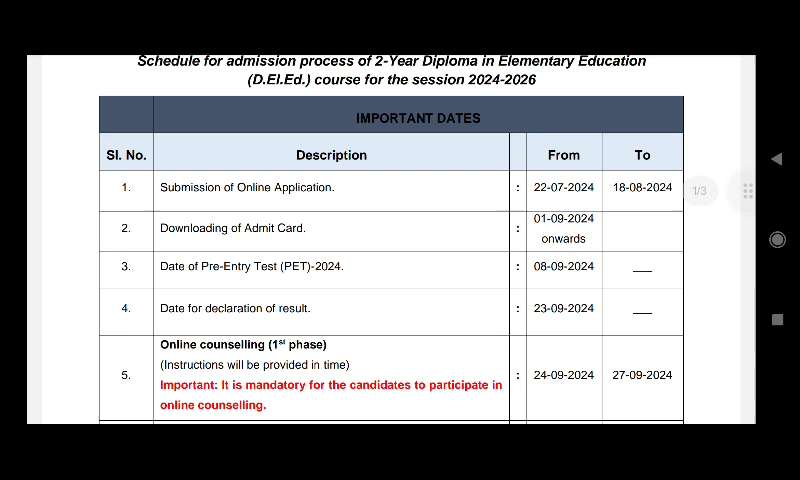 Schedule for admission process of 2-Year Diploma in Elementary Education
(D.El.Ed.) course for the session 2024-2026
IMPORTANT DATES
Sl. No. Description From To
1. Submission of Online Application. : 22-07-2024 18-08-2024
1/3
2. Downloading of Admit Card. : 01-09-2024 onwards
3. Date of Pre-Entry Test (PET)-2024. : 08-09-2024 ___
4. Date for declaration of result. : 23-09-2024 ___
5. Online counselling (1st phase)
(Instructions will be provided in time)
Important: It is mandatory for the candidates to participate in
online counselling.
: 24-09-2024 27-09-2024